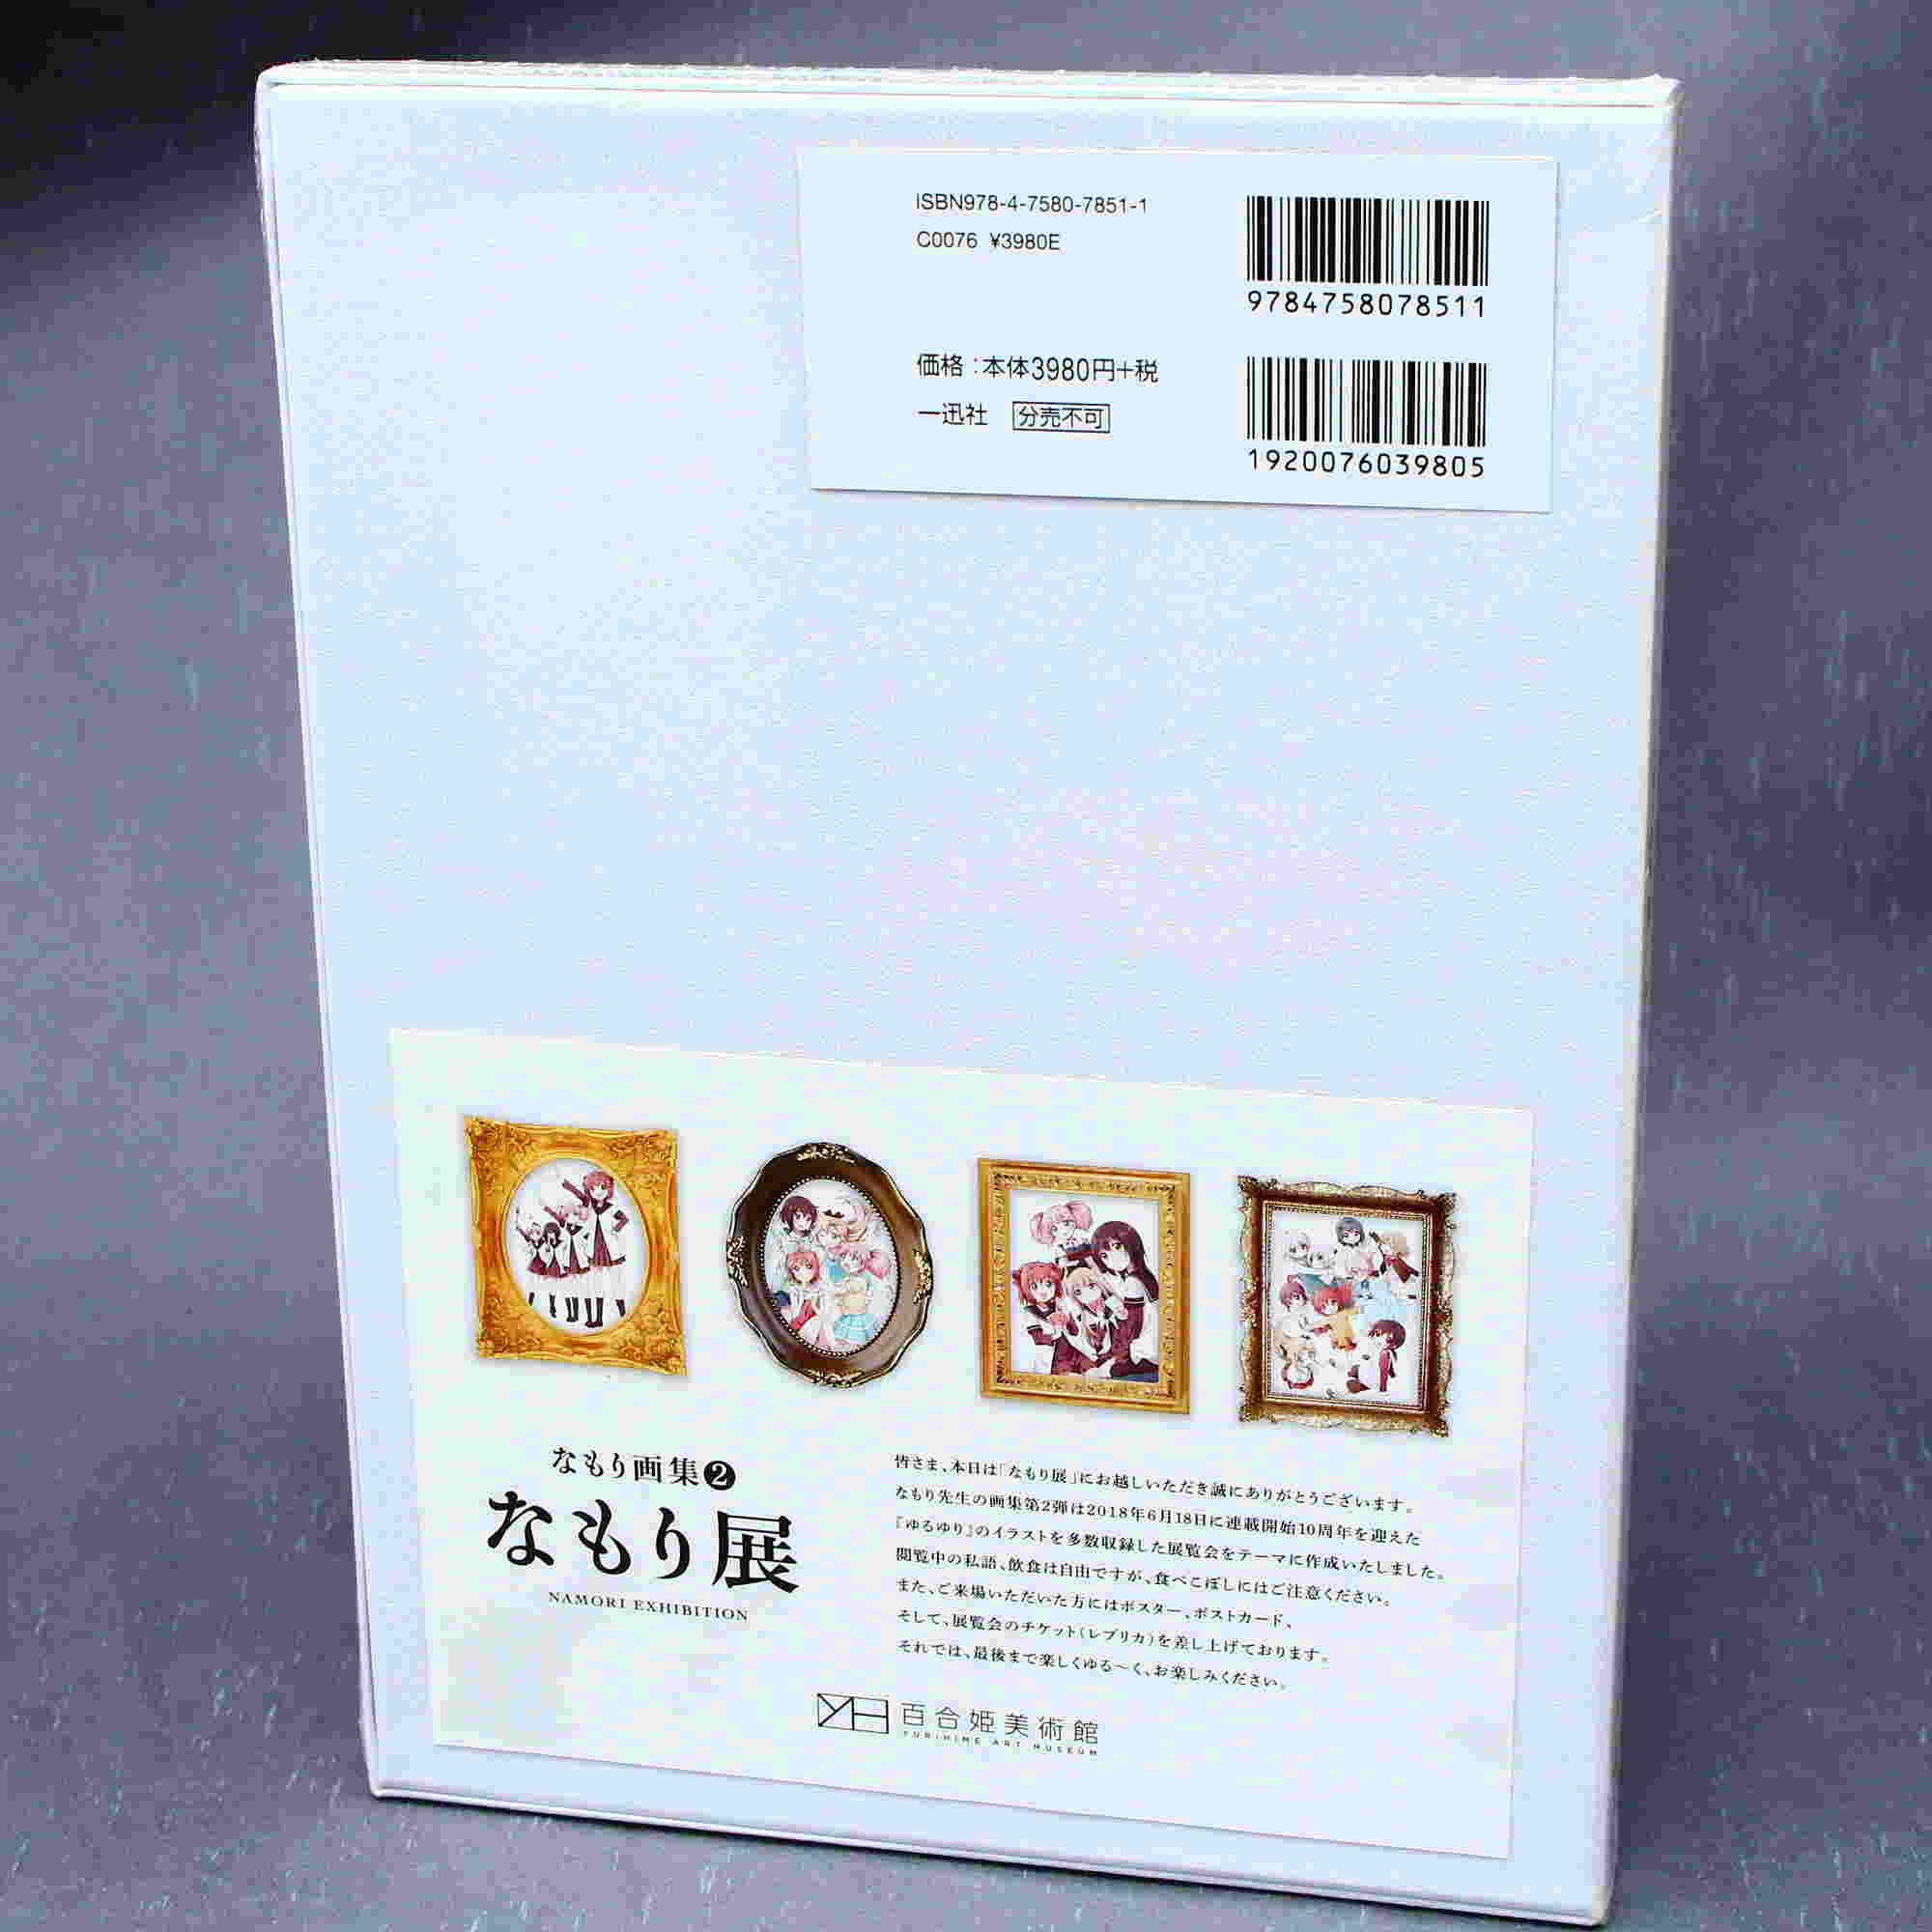 ISBN978-4-7580-7851-1
C0076 ¥3980E
9784758078511
価格：本体3980円+税
一迅社 分売不可
1920076039805
なもり画集❷
なもり展
NAMORI EXHIBITION
皆さま、本日は「なもり展」にお越しいただき誠にありがとうございます。
なもり先生の画集第2弾は2018年6月18日に連載開始10周年を迎えた
『ゆるゆり』のイラストを多数収録した展覧会をテーマに作成いたしました。
閲覧中の私語、飲食は自由ですが、食べこぼしにはご注意ください。
また、ご来場いただいた方にはポスター、ポストカード、
そして、展覧会のチケット(レプリカ)を差し上げております。
それでは、最後まで楽しくゆる〜く、お楽しみください。
YH 百合姫美術館
YURIHIME ART MUSEUM